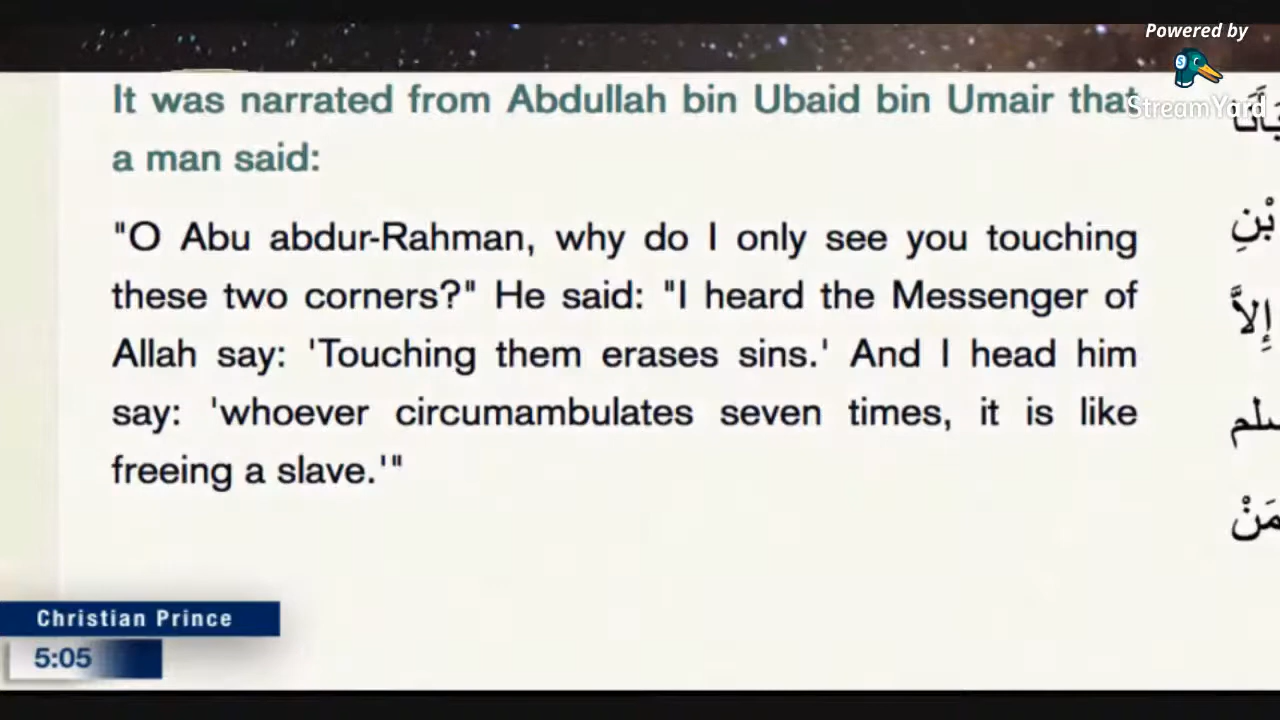 Powered by
StreamYard
It was narrated from Abdullah bin Ubaid bin Umair that
a man said:
"O Abu abdur-Rahman, why do I only see you touching
these two corners?" He said: "I heard the Messenger of
Allah say: 'Touching them erases sins.' And I head him
say: 'whoever circumambulates seven times, it is like
freeing a slave.'"
بْنِ
إِلاَّ
مَنْ
Christian Prince
5:05